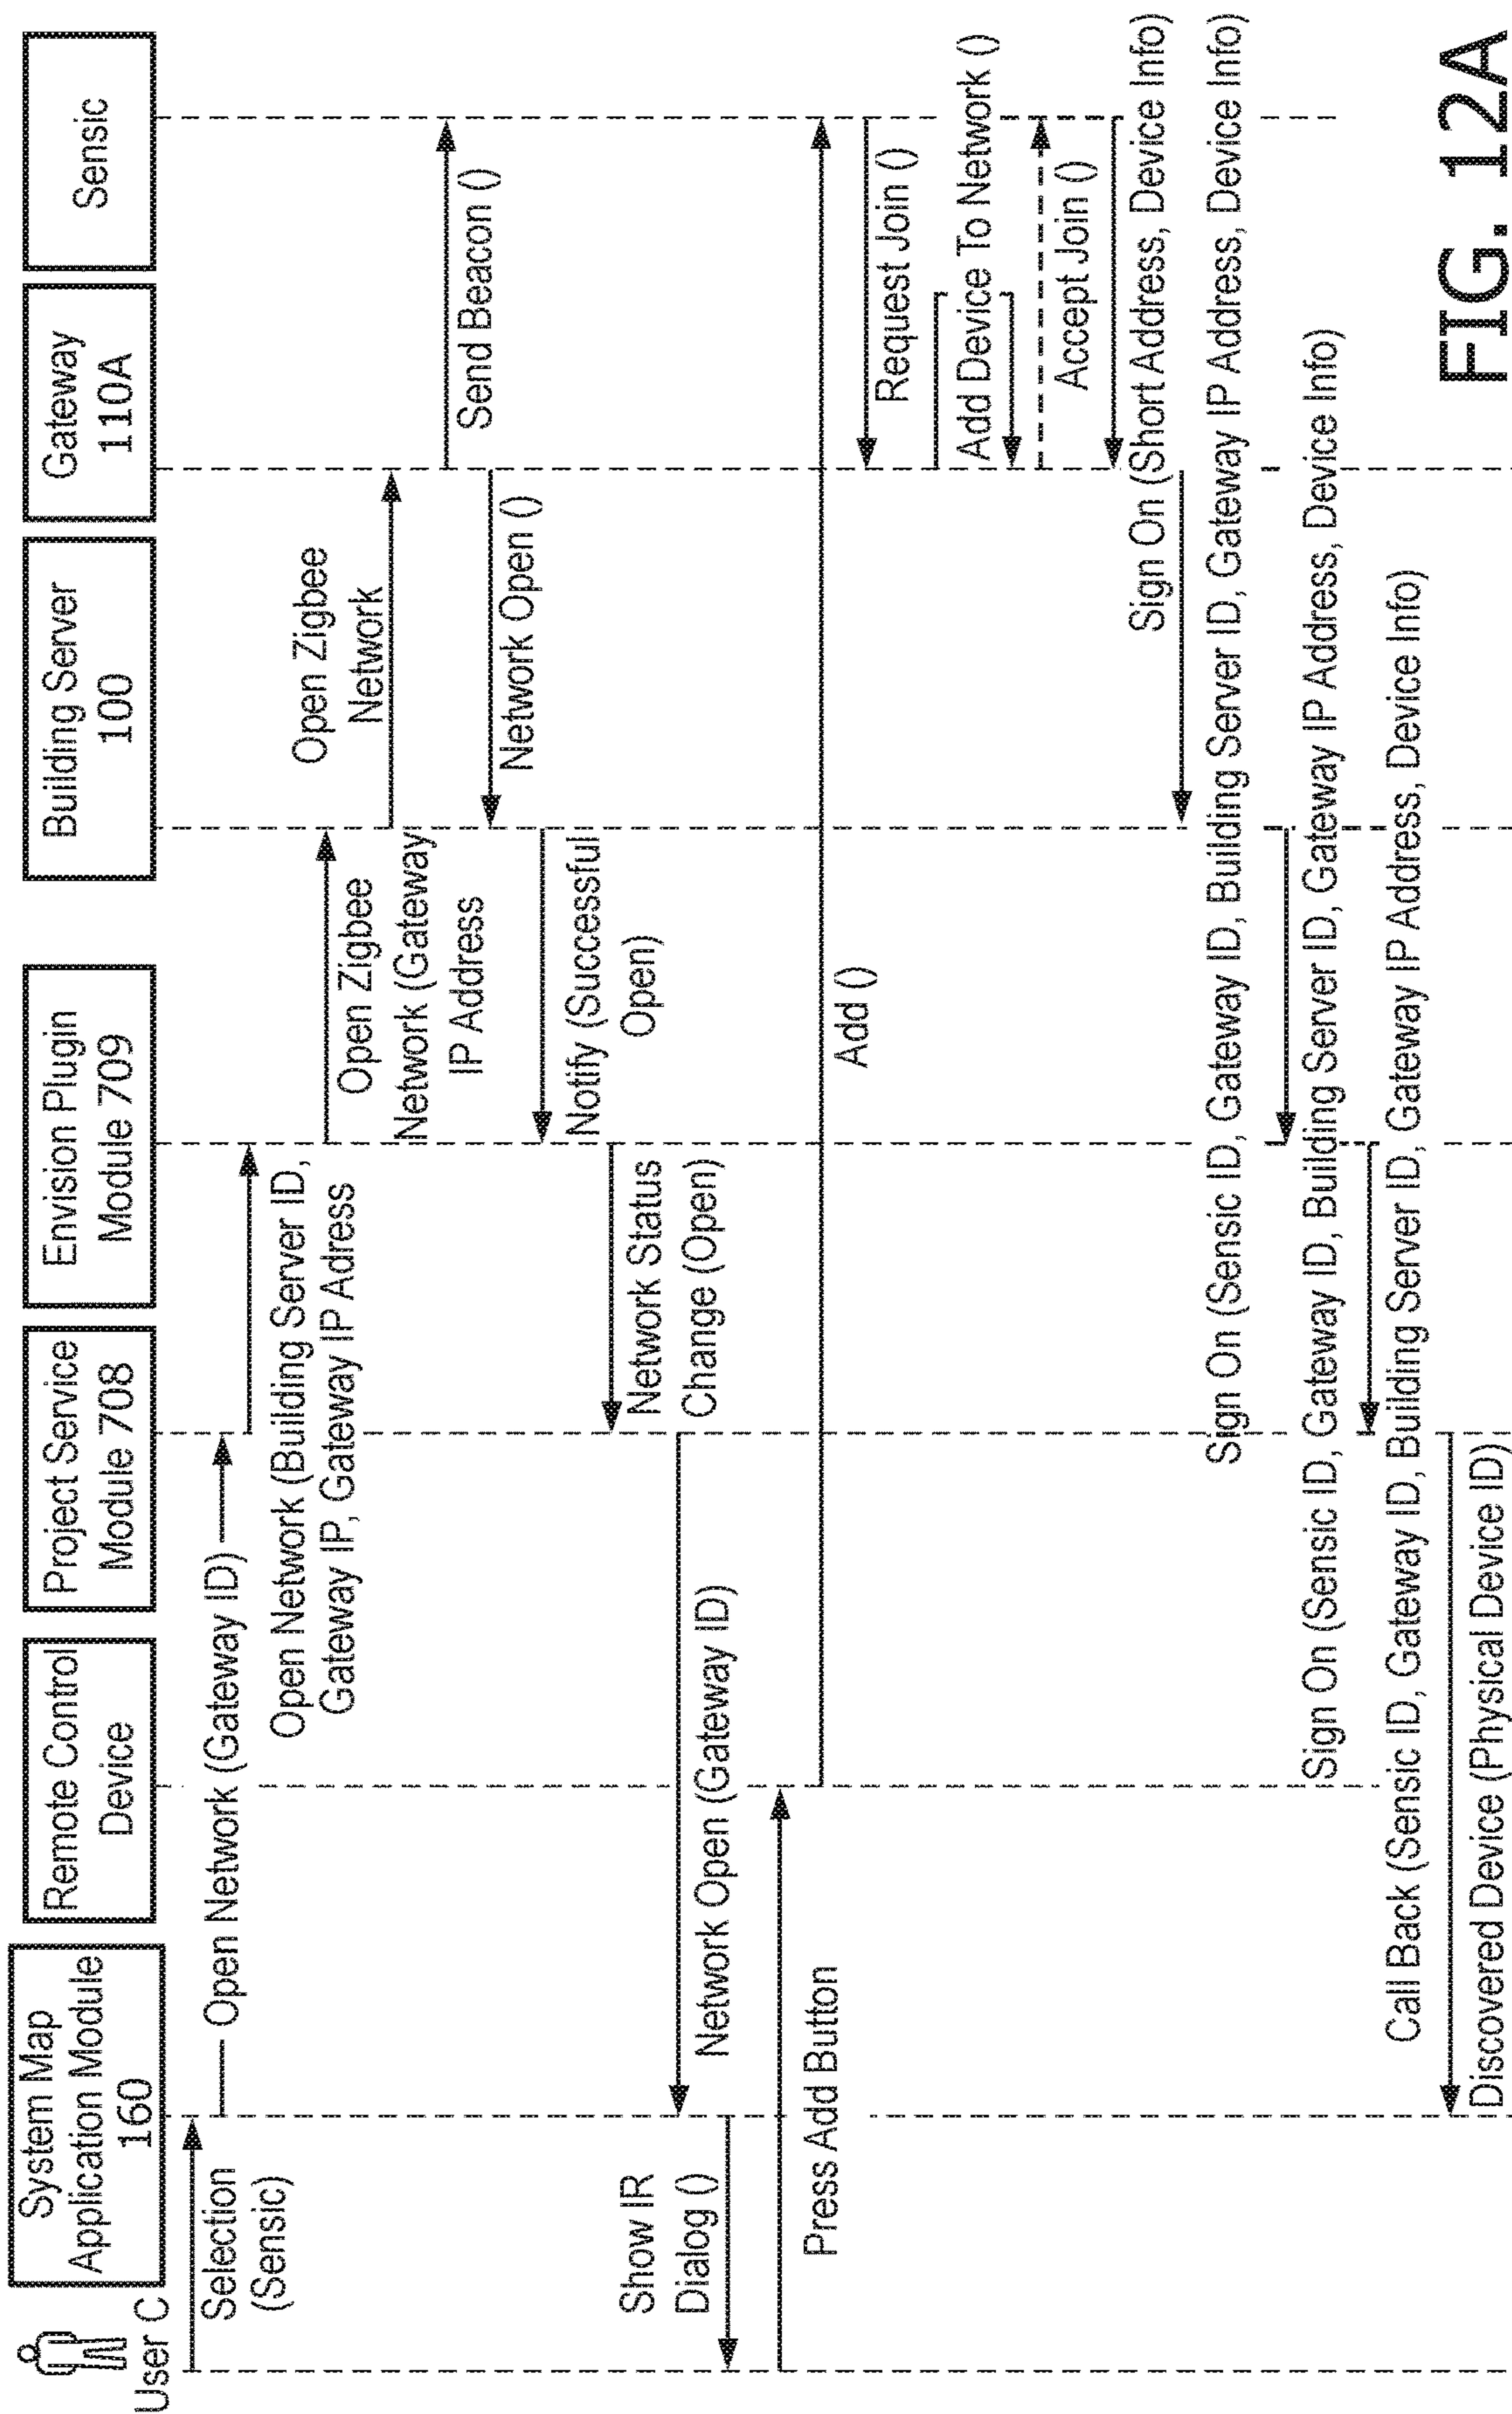 User C
System Map
Application Module
160
Remote Control
Device
Project Service
Module 708
Envision Plugin
Module 709
Building Server
100
Gateway
110A
Sensic
Selection
(Sensic)
Open Network (Gateway ID)
Open Network (Building Server ID,
Gateway IP, Gateway IP Adress
Open Zigbee
Network (Gateway
IP Address
Open Zigbee
Network
Send Beacon ()
Network Open ()
Notify (Successful
Open)
Network Status
Change (Open)
Network Open (Gateway ID)
Show IR
Dialog ()
Press Add Button
Add ()
Request Join ()
Add Device To Network ()
Accept Join ()
Sign On (Short Address, Device Info)
Sign On (Sensic ID, Gateway ID, Building Server ID, Gateway IP Address, Device Info)
Sign On (Sensic ID, Gateway ID, Building Server ID, Gateway IP Address, Device Info)
Call Back (Sensic ID, Gateway ID, Building Server ID, Gateway IP Address, Device Info)
Discovered Device (Physical Device ID)
FIG. 12A